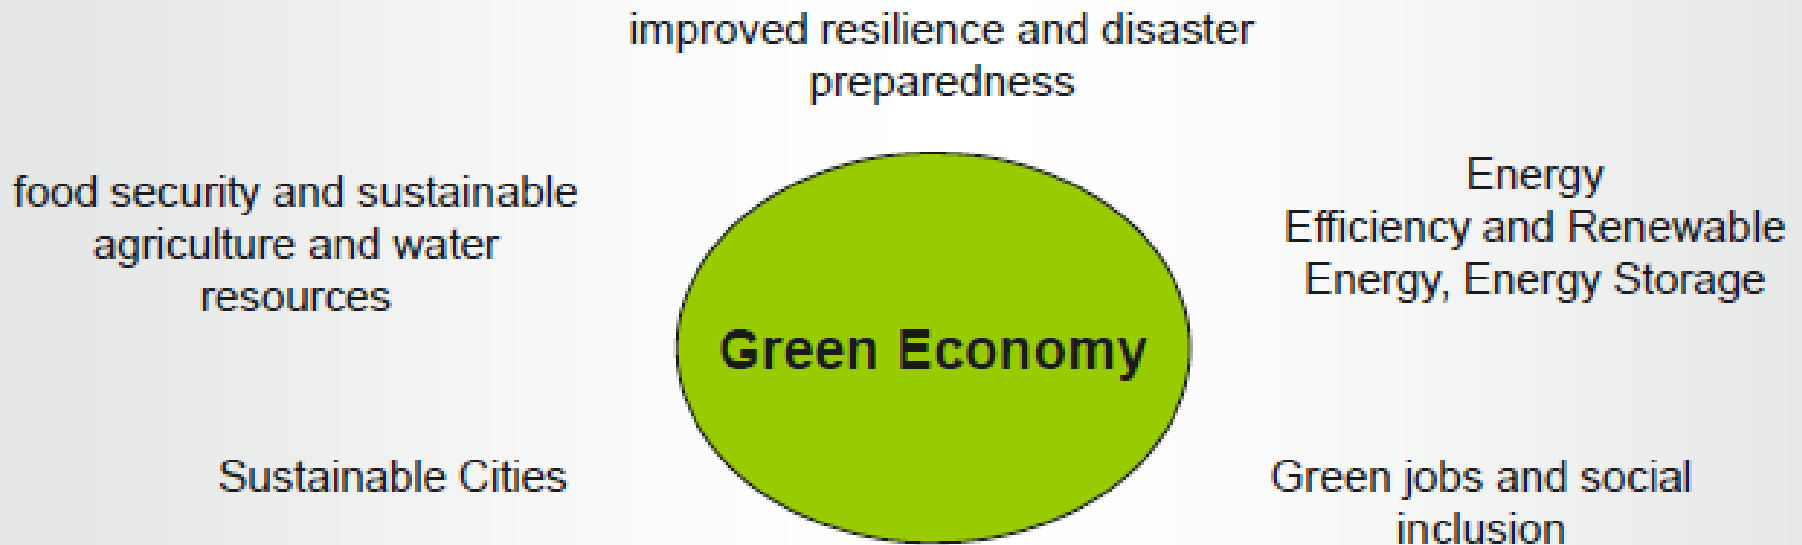 improved resilience and disaster
preparedness
food security and sustainable
agriculture and water
resources
Energy
Efficiency and Renewable
Energy, Energy Storage
Green Economy
Sustainable Cities
Green jobs and social
inclusion